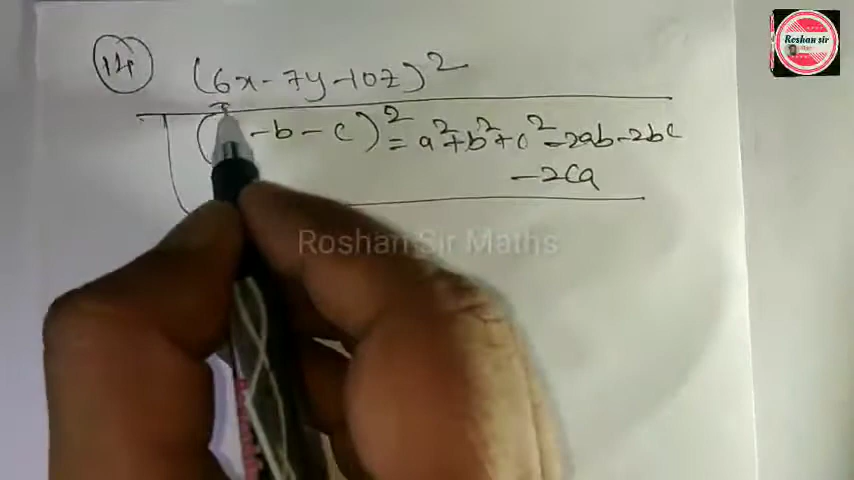 14 (6x - 7y - 10z)²
( - b - c)² = a² + b² + c² - 2ab - 2bc
- 2ca
Roshan Sir Maths
Roshan sir